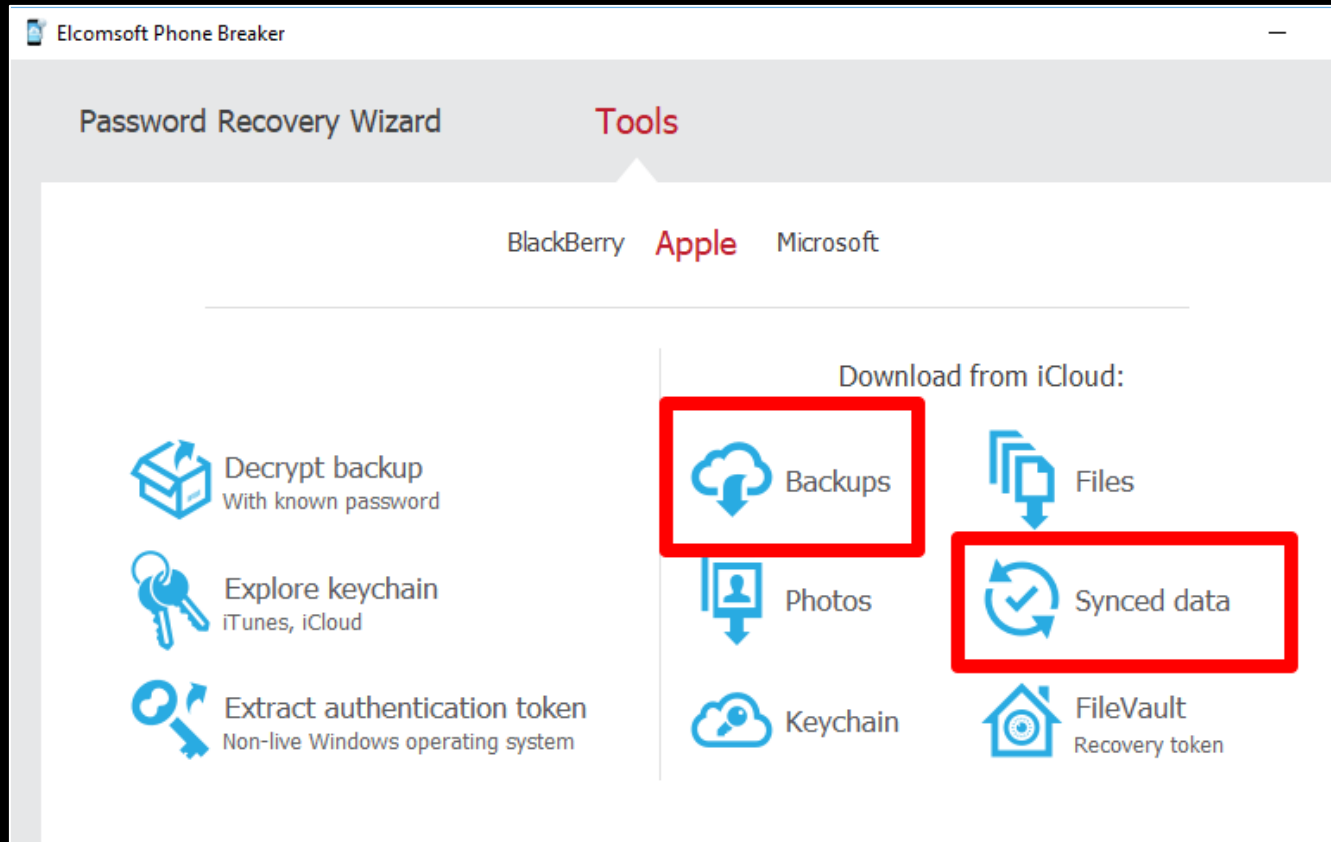 Elcomsoft Phone Breaker
Password Recovery Wizard
Tools
BlackBerry
Apple
Microsoft
Decrypt backup
With known password
Explore keychain
iTunes, iCloud
Extract authentication token
Non-live Windows operating system
Download from iCloud:
Backups
Files
Photos
Synced data
Keychain
FileVault
Recovery token